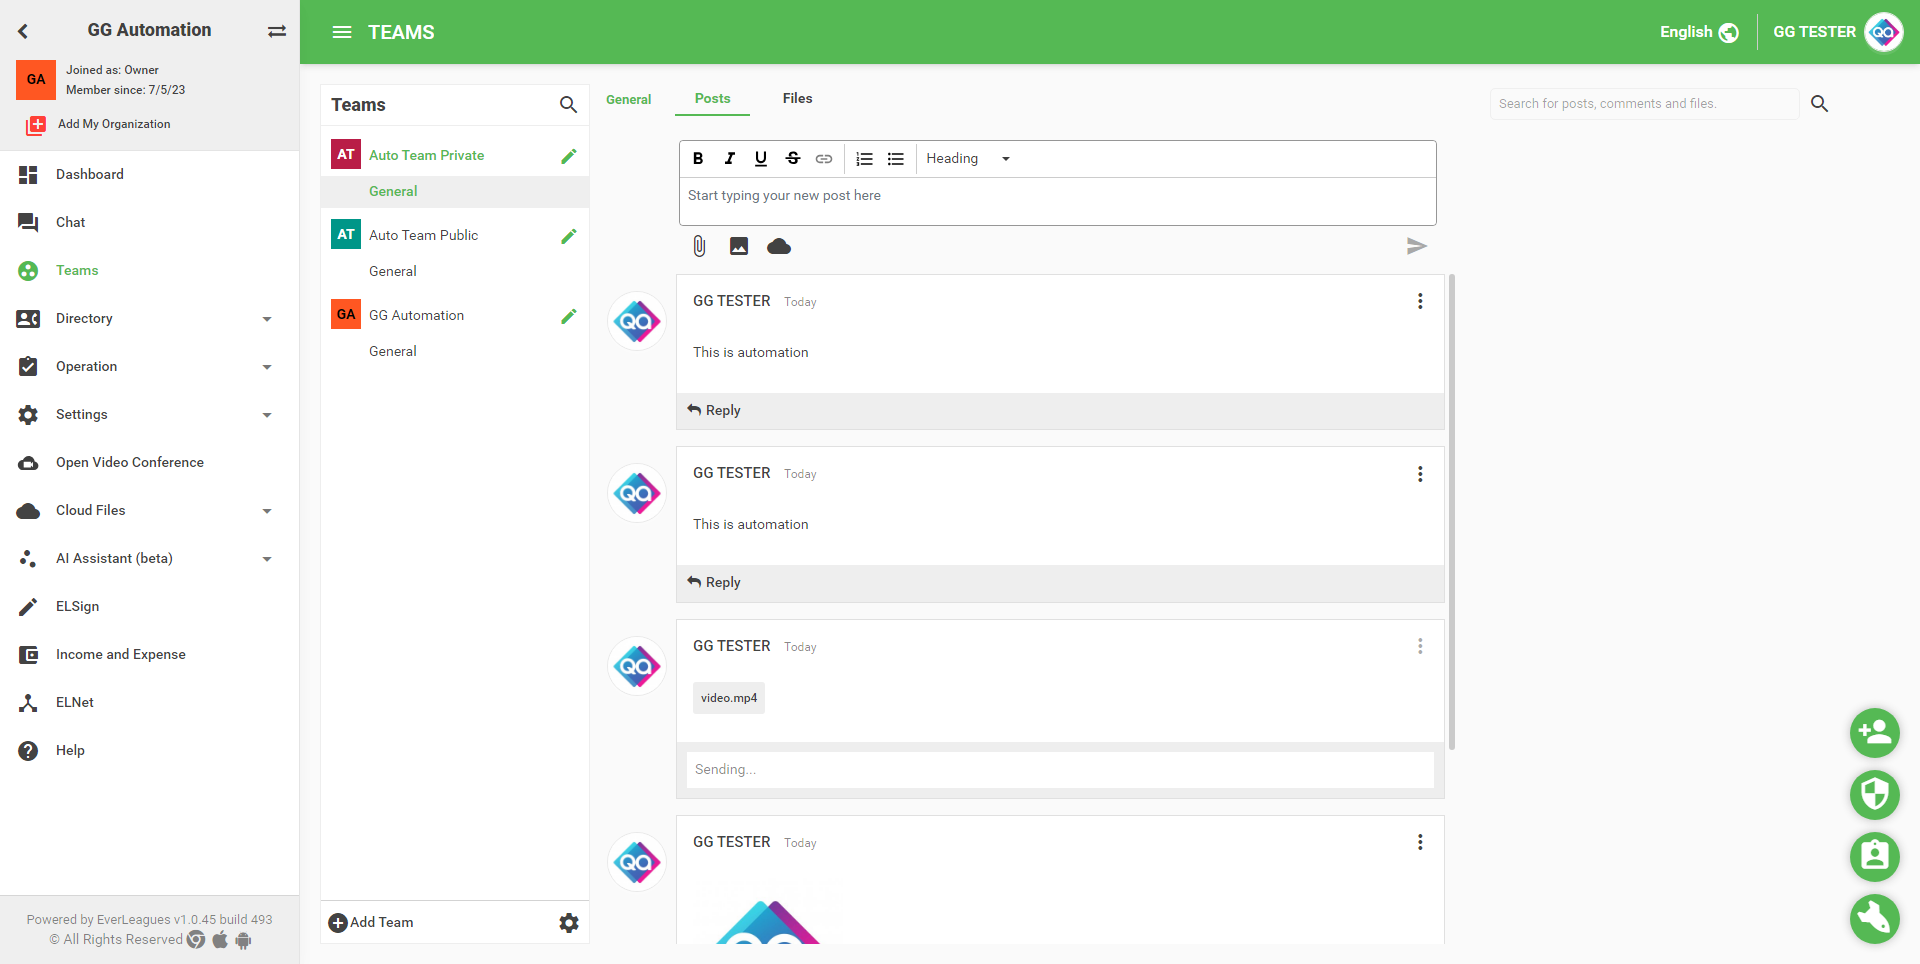 GG Automation
GA
Joined as: Owner
Member since: 7/5/23
Add My Organization
Dashboard
Chat
Teams
Directory
Operation
Settings
Open Video Conference
Cloud Files
AI Assistant (beta)
ELSign
Income and Expense
ELNet
Help
Powered by EverLeagues v1.0.45 build 493
© All Rights Reserved
TEAMS
English
GG TESTER
QA
Teams
AT Auto Team Private
General
AT Auto Team Public
General
GA GG Automation
General
Add Team
General Posts Files
Search for posts, comments and files.
B I U S Heading
Start typing your new post here
QA
GG TESTER Today
This is automation
Reply
QA
GG TESTER Today
This is automation
Reply
QA
GG TESTER Today
video.mp4
Sending...
QA
GG TESTER Today